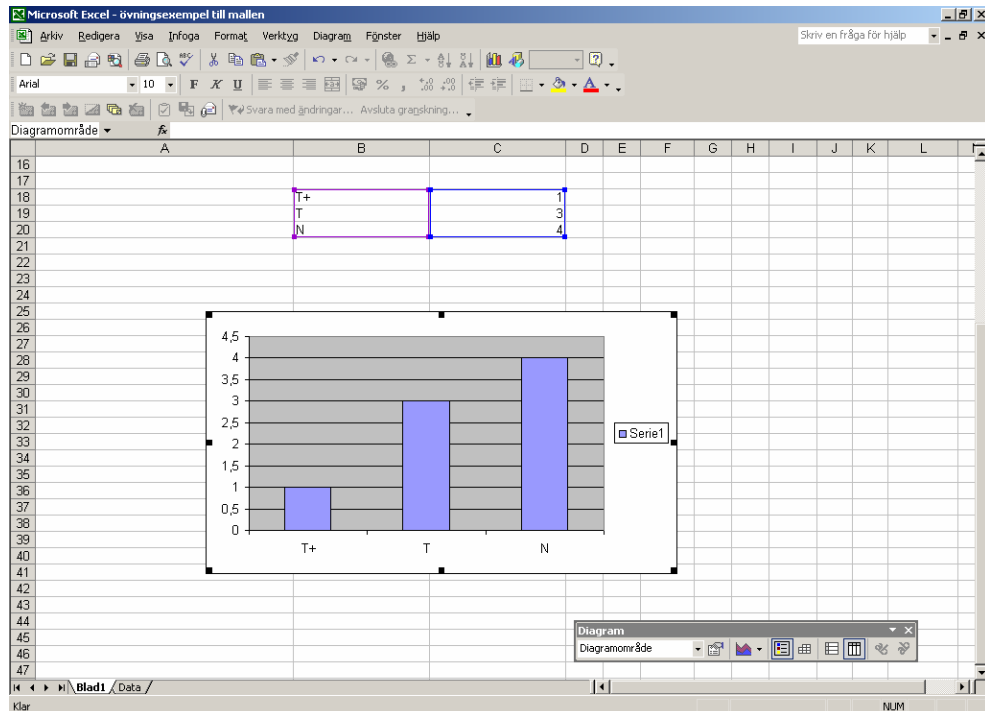 Microsoft Excel - övningsexempel till mallen
Arkiv Redigera Visa Infoga Format Verktyg Diagram Fönster Hjälp Skriv en fråga för hjälp
Arial 10 F K U
Svara med ändringar... Avsluta granskning...
Diagramområde fx
A B C D E F G H I J K L
16
17
18 T+ 1
19 T 3
20 N 4
21
22
23
24
25
26
27
28
29
30
31
32
33
34
35
36
37
38
39
40
41
42
43
44
45
46
47
4,5
4
3,5
3
2,5
2
1,5
1
0,5
0
T+ T N
Serie1
Diagram
Diagramområde
Blad1 Data
Klar NUM